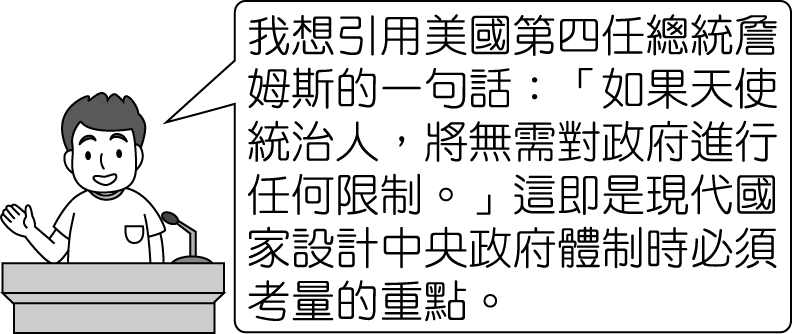 我想引用美國第四任總統詹
姆斯的一句話：「如果天使
統治人，將無需對政府進行
任何限制。」這即是現代國
家設計中央政府體制時必須
考量的重點。